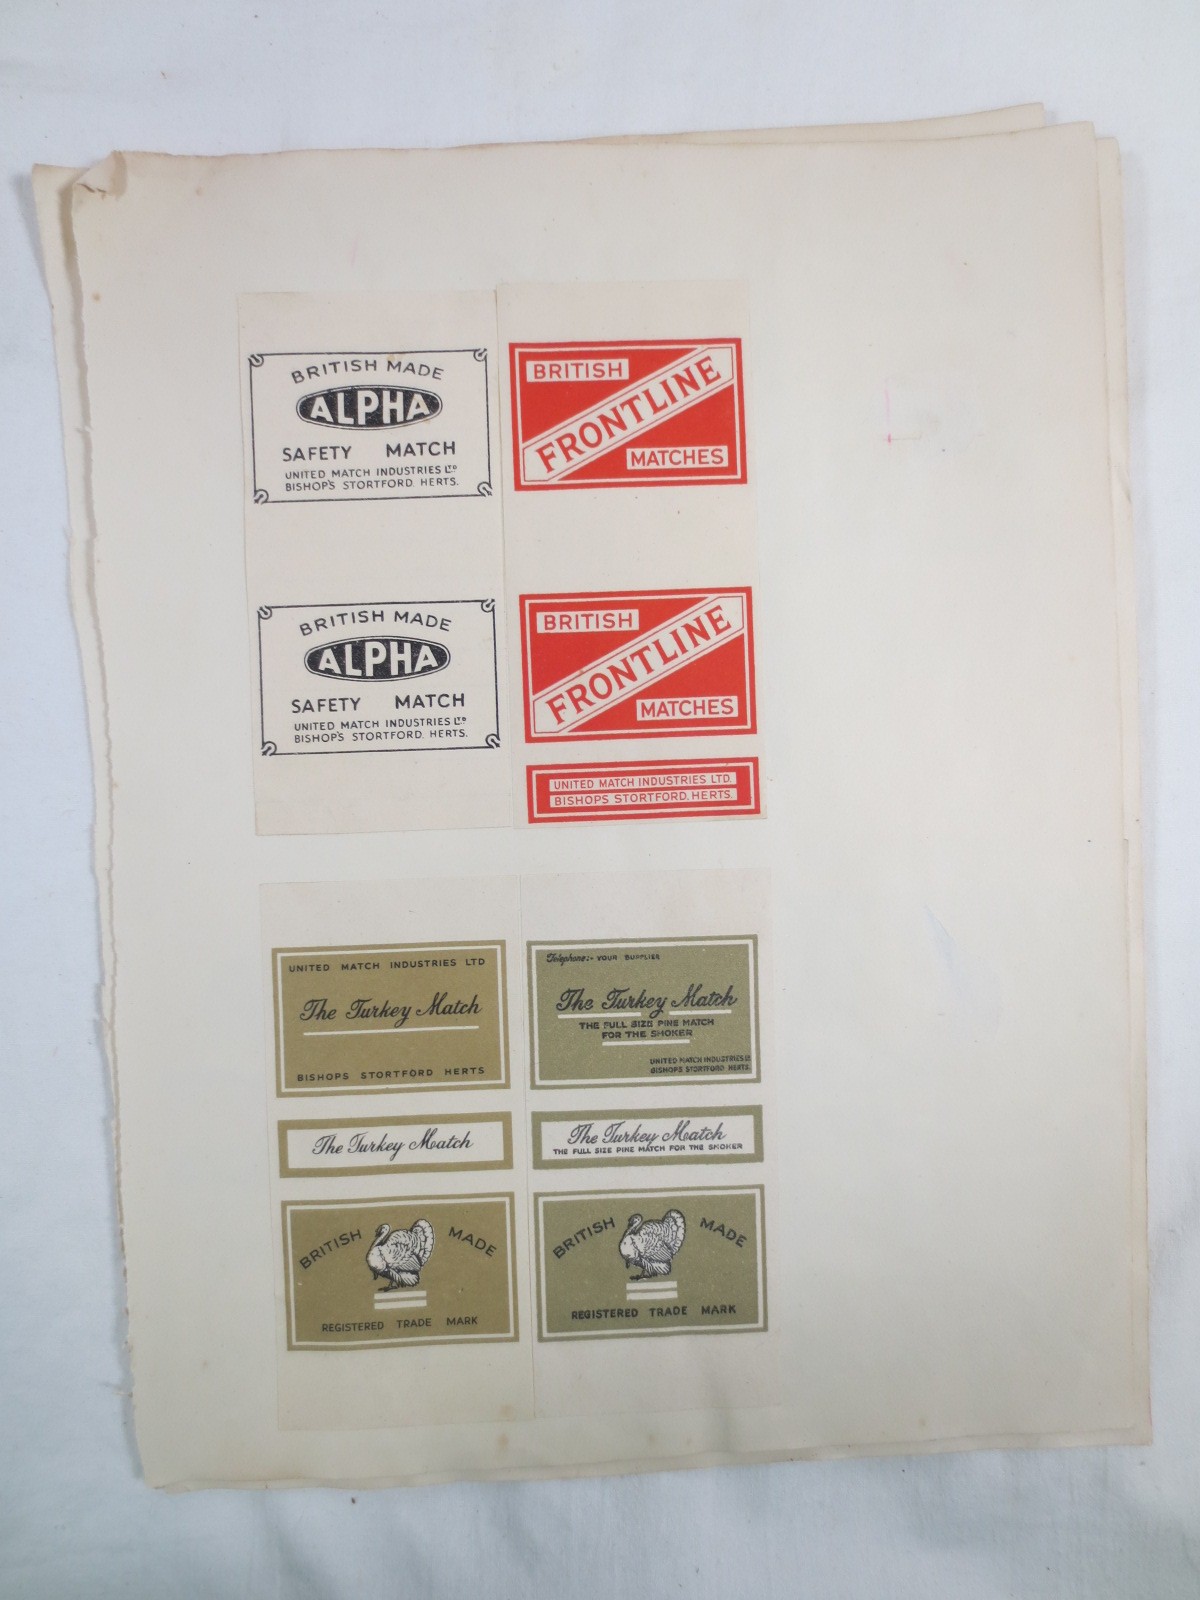 BRITISH MADE
ALPHA
SAFETY MATCH
UNITED MATCH INDUSTRIES LTD
BISHOP'S STORTFORD. HERTS.
BRITISH
FRONTLINE
MATCHES
BRITISH MADE
ALPHA
SAFETY MATCH
UNITED MATCH INDUSTRIES LTD
BISHOP'S STORTFORD. HERTS.
BRITISH
FRONTLINE
MATCHES
UNITED MATCH INDUSTRIES LTD.
BISHOPS STORTFORD. HERTS.
UNITED MATCH INDUSTRIES LTD
The Turkey Match
BISHOPS STORTFORD HERTS
The Turkey Match
BRITISH MADE
REGISTERED TRADE MARK
Telephone:- YOUR SUPPLIER
The Turkey Match
THE FULL SIZE PINE MATCH
FOR THE SMOKER
UNITED MATCH INDUSTRIES LD
BISHOPS STORTFORD HERTS.
The Turkey Match
THE FULL SIZE PINE MATCH FOR THE SMOKER
BRITISH MADE
REGISTERED TRADE MARK